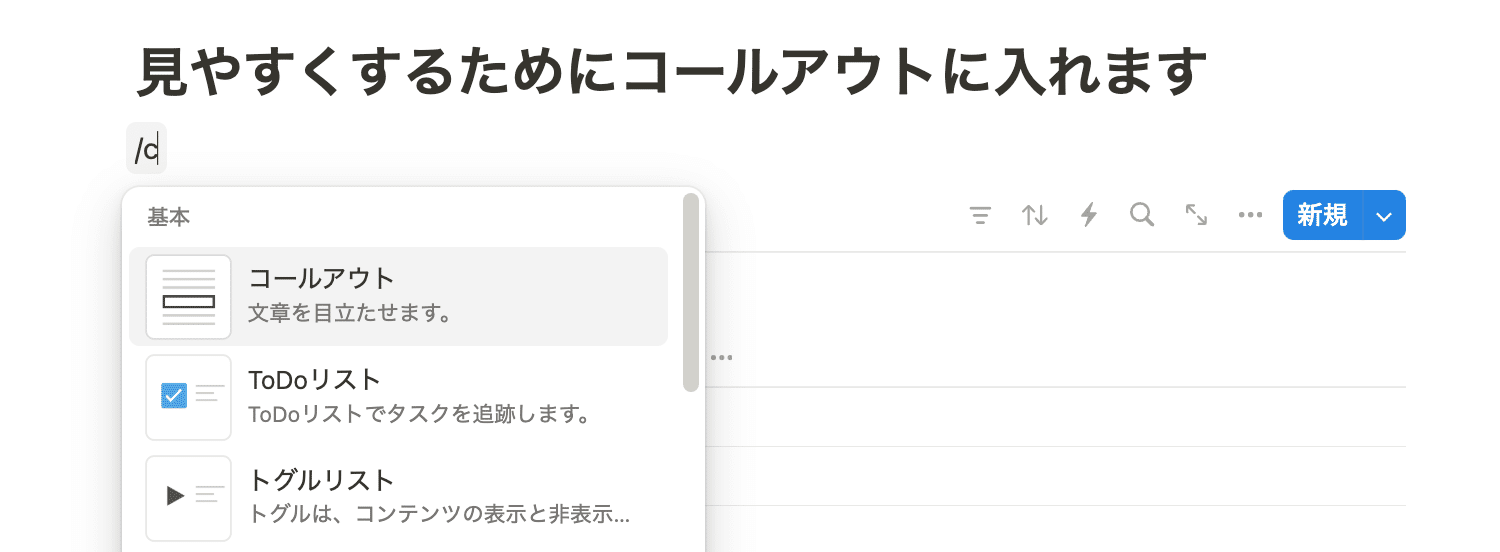 見やすくするためにコールアウトに入れます
/c
基本
新規
コールアウト
文章を目立たせます。
ToDoリスト
ToDoリストでタスクを追跡します。
トグルリスト
トグルは、コンテンツの表示と非表示...